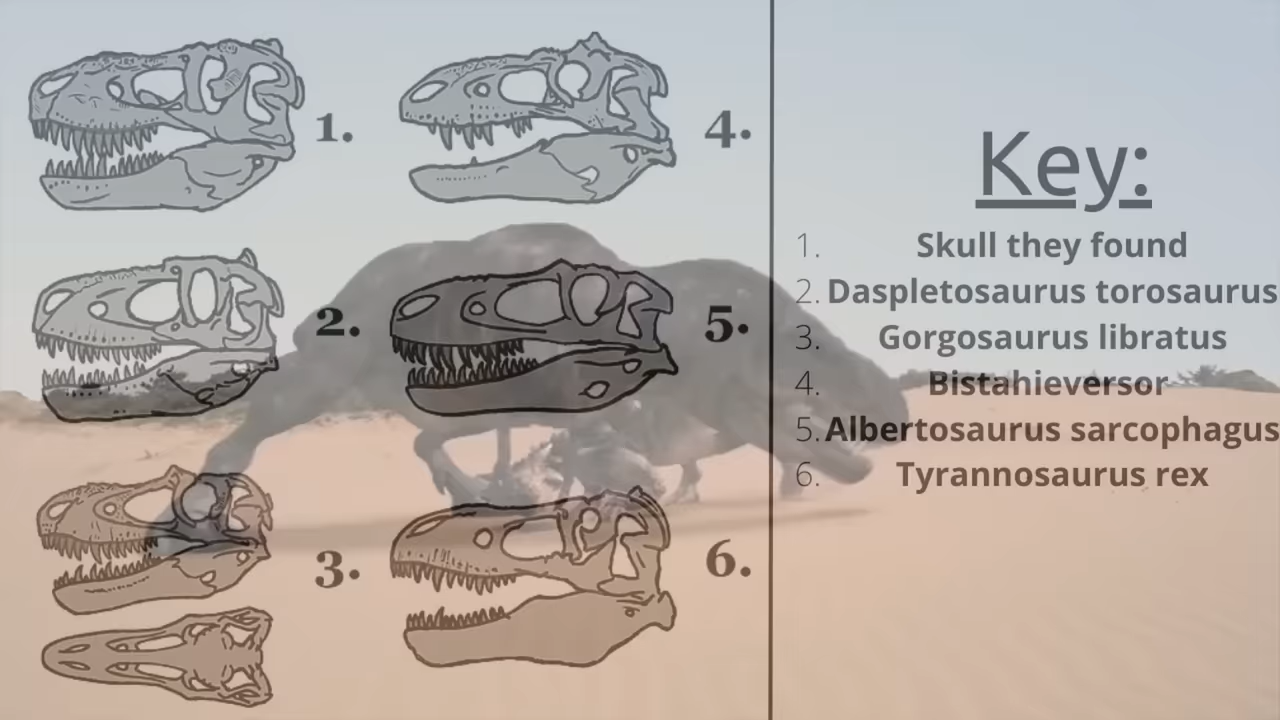 1.
4.
2.
5.
3.
6.
Key:
1. Skull they found
2. Daspletosaurus torosaurus
3. Gorgosaurus libratus
4. Bistahieversor
5. Albertosaurus sarcophagus
6. Tyrannosaurus rex